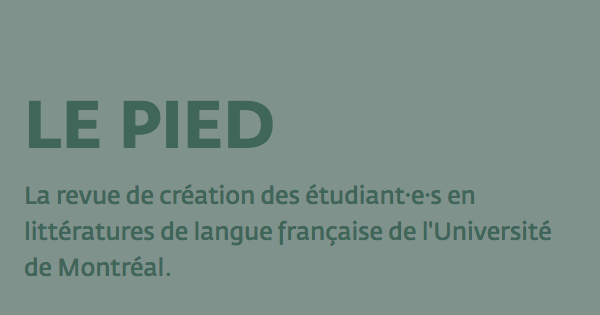 LE PIED
La revue de création des étudiant·e·s en
littératures de langue française de l'Université
de Montréal.